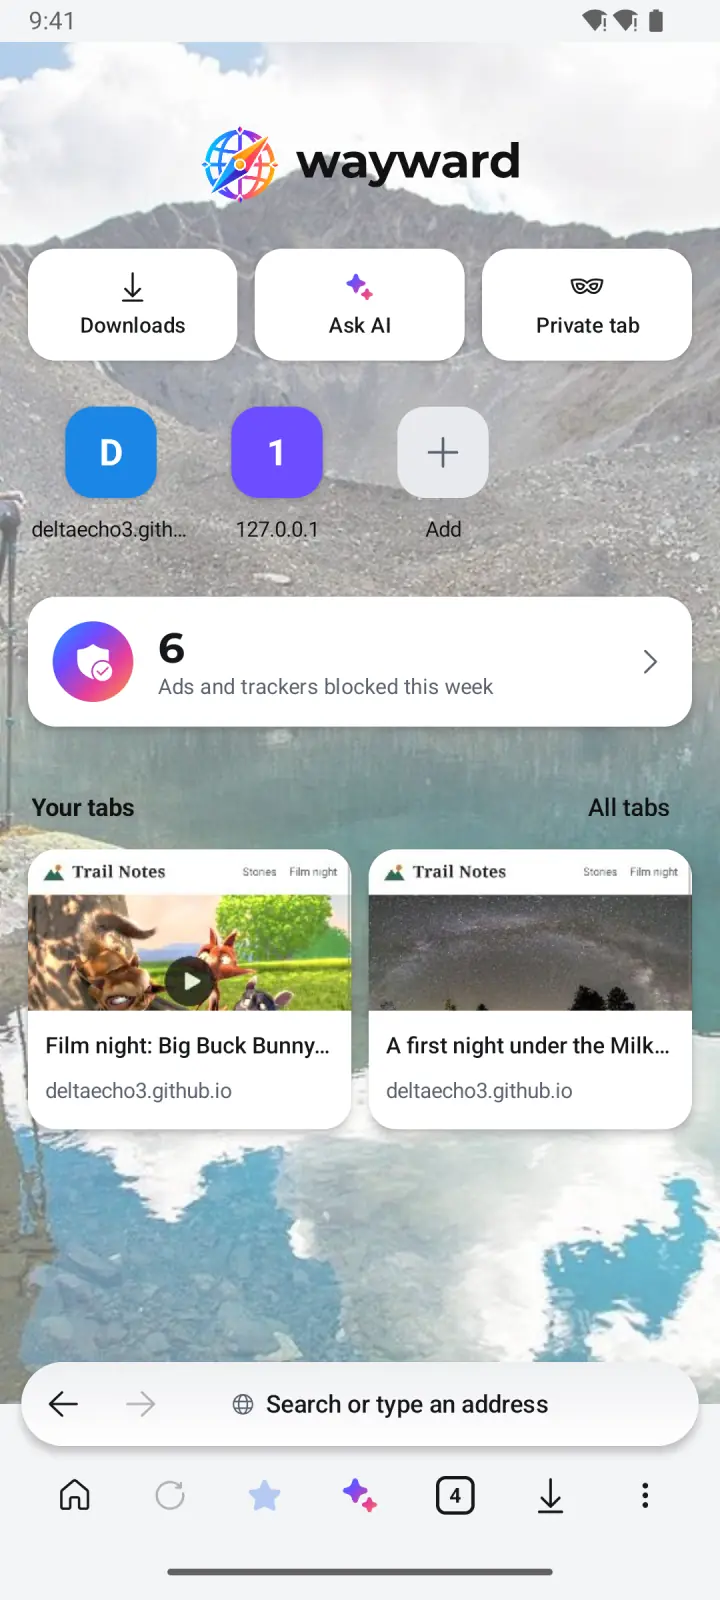 9:41
wayward
Downloads
Ask AI
Private tab
D
1
deltaecho3.gith...
127.0.0.1
Add
6
Ads and trackers blocked this week
Your tabs
All tabs
Trail Notes
Stories
Film night
Trail Notes
Stories
Film night
Film night: Big Buck Bunny...
A first night under the Milk...
deltaecho3.github.io
deltaecho3.github.io
Search or type an address
4